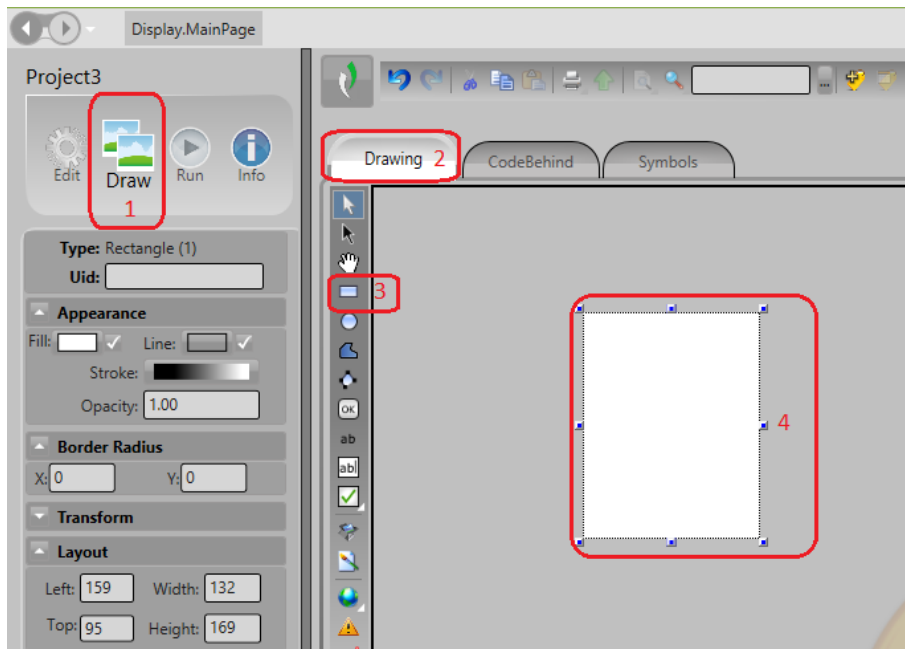 Display.MainPage
Project3
Edit Draw Run Info
1
Type: Rectangle (1)
Uid:
Appearance
Fill: Line:
Stroke:
Opacity: 1.00
Border Radius
X: 0 Y: 0
Transform
Layout
Left: 159 Width: 132
Top: 95 Height: 169
...
Drawing 2 CodeBehind Symbols
3
OK
ab
ab
4